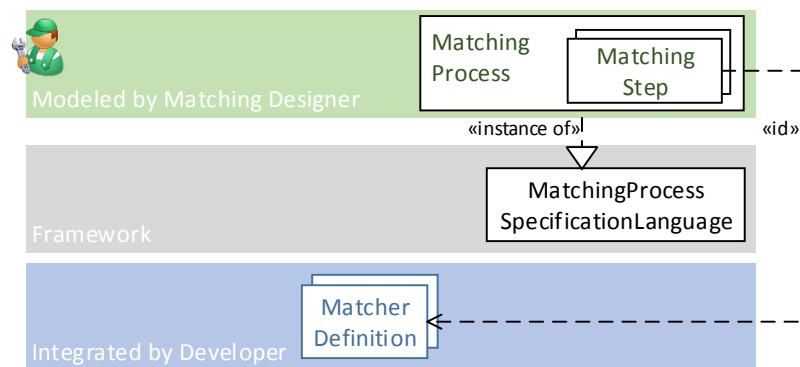 Matching
Process
Matching
Step
Modeled by Matching Designer
«instance of»
«id»
MatchingProcess
SpecificationLanguage
Framework
Matcher
Definition
Integrated by Developer